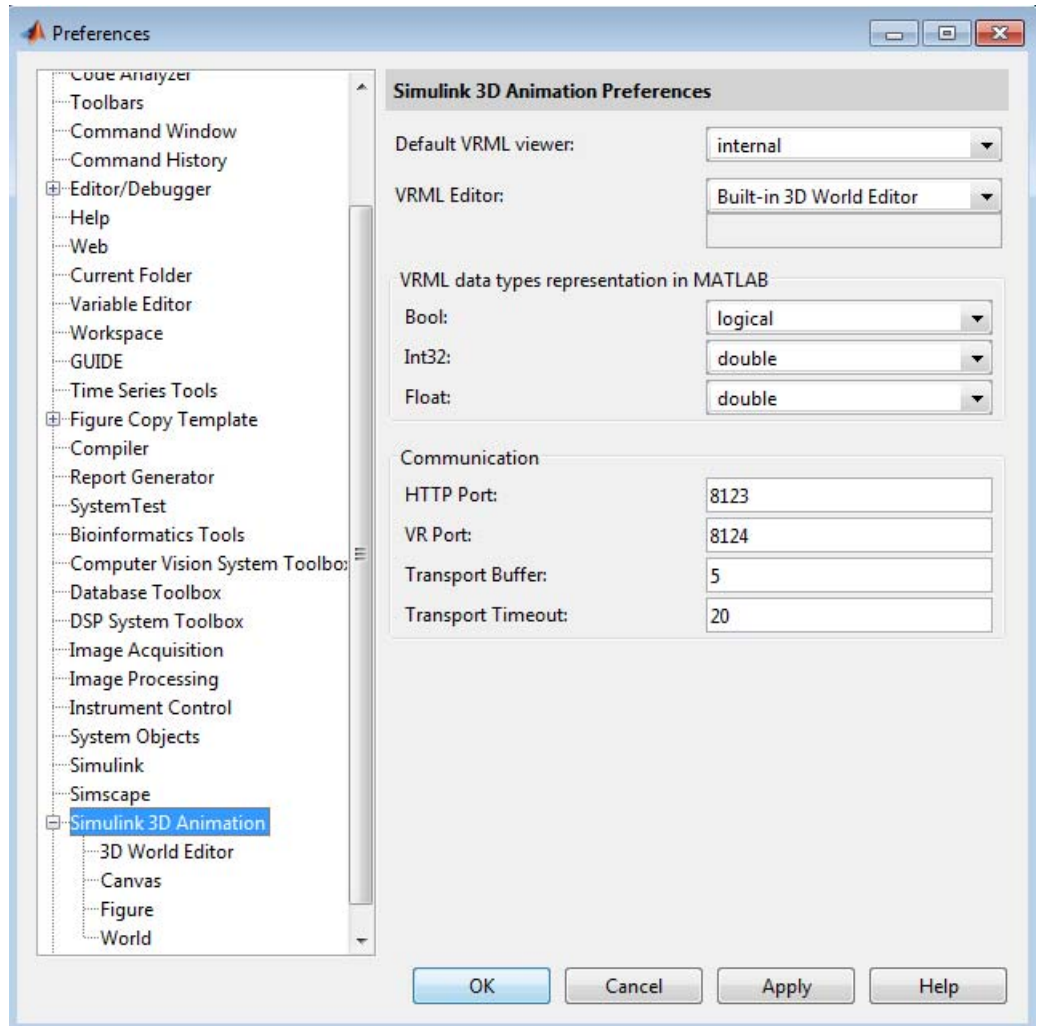 Preferences
Code Analyzer
Toolbars
Command Window
Command History
Editor/Debugger
Help
Web
Current Folder
Variable Editor
Workspace
GUIDE
Time Series Tools
Figure Copy Template
Compiler
Report Generator
SystemTest
Bioinformatics Tools
Computer Vision System Toolbo
Database Toolbox
DSP System Toolbox
Image Acquisition
Image Processing
Instrument Control
System Objects
Simulink
Simscape
Simulink 3D Animation
3D World Editor
Canvas
Figure
World
Simulink 3D Animation Preferences
Default VRML viewer: internal
VRML Editor: Built-in 3D World Editor
VRML data types representation in MATLAB
Bool: logical
Int32: double
Float: double
Communication
HTTP Port: 8123
VR Port: 8124
Transport Buffer: 5
Transport Timeout: 20
OK Cancel Apply Help